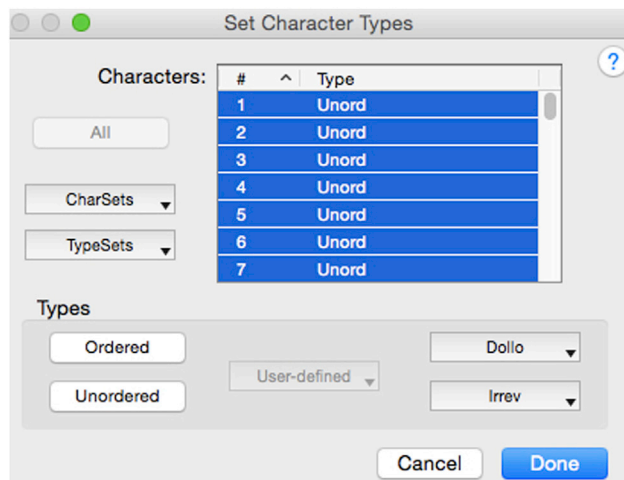 Set Character Types
?
Characters:
# ^ Type
1 Unord
2 Unord
3 Unord
4 Unord
5 Unord
6 Unord
7 Unord
All
CharSets
TypeSets
Types
Ordered
Unordered
User-defined
Dollo
Irrev
Cancel
Done